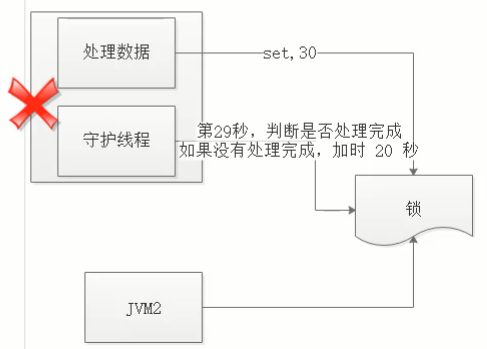 处理数据
set,30
守护线程
第29秒，判断是否处理完成
如果没有处理完成，加时 20 秒
锁
JVM2